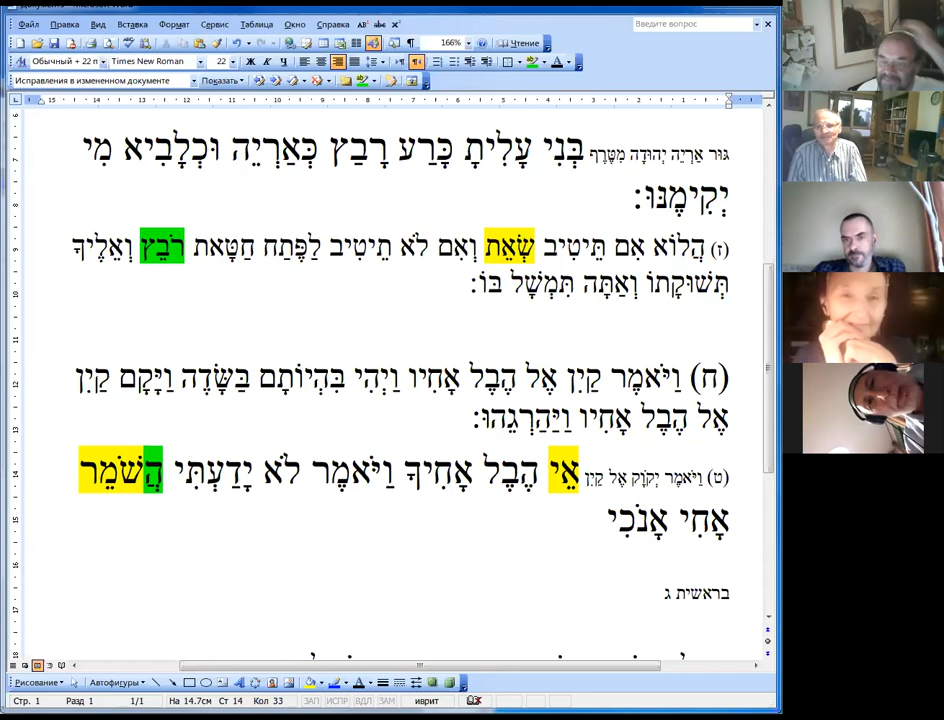 Файл Правка Вид Вставка Формат Сервис Таблица Окно Справка Введите вопрос
166% Чтение
Обычный + 22 п Times New Roman 22 Ж К Ч
Исправления в измененном документе Показать
גּוּר אַרְיֵה יְהוּדָה מִטֶּרֶף בְּנִי עָלִיתָ כָּרַע רָבַץ כְּאַרְיֵה וּכְלָבִיא מִי
יְקִימֶנּוּ:
(ז) הֲלוֹא אִם תֵּיטִיב שְׂאֵת וְאִם לֹא תֵיטִיב לַפֶּתַח חַטָּאת רֹבֵץ וְאֵלֶיךָ
תְּשׁוּקָתוֹ וְאַתָּה תִּמְשָׁל בּוֹ:
(ח) וַיֹּאמֶר קַיִן אֶל הֶבֶל אָחִיו וַיְהִי בִּהְיוֹתָם בַּשָּׂדֶה וַיָּקָם קַיִן
אֶל הֶבֶל אָחִיו וַיַּהַרְגֵהוּ:
(ט) וַיֹּאמֶר יְקֹוָק אֶל קַיִן אֵי הֶבֶל אָחִיךָ וַיֹּאמֶר לֹא יָדַעְתִּי הֲשֹׁמֵר
אָחִי אָנֹכִי
בראשית ג
Рисование Автофигуры
Стр. 1 Разд 1 1/1 На 14.7см Ст 14 Кол 33 ЗАП ИСПР ВДЛ ЗАМ иврит